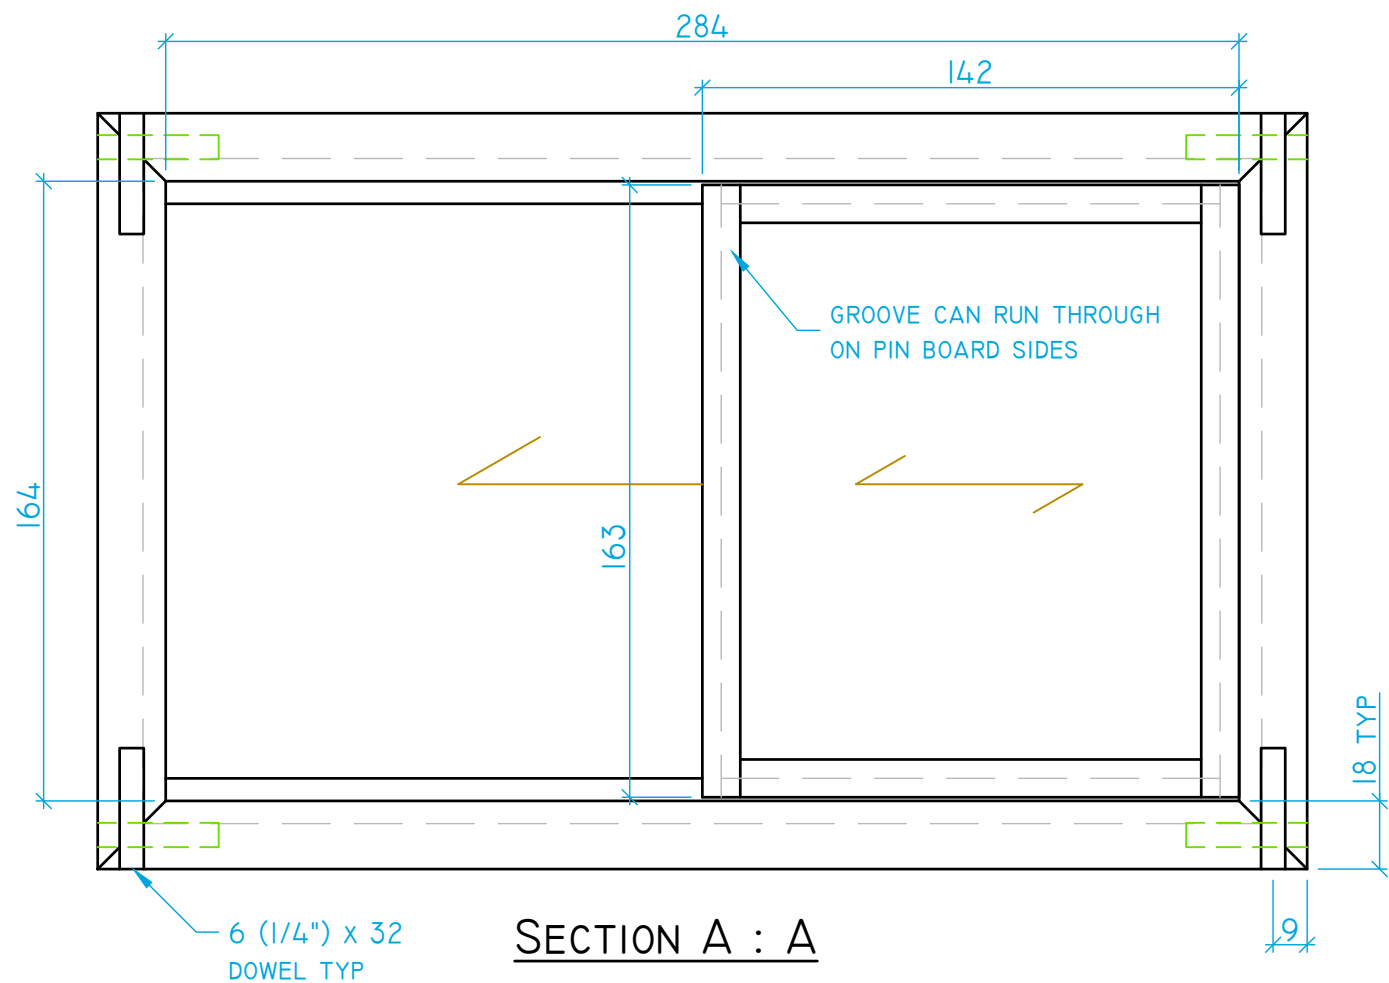 284
142
GROOVE CAN RUN THROUGH
ON PIN BOARD SIDES
164
163
18 TYP
6 (1/4") X 32
DOWEL TYP
SECTION A : A
9